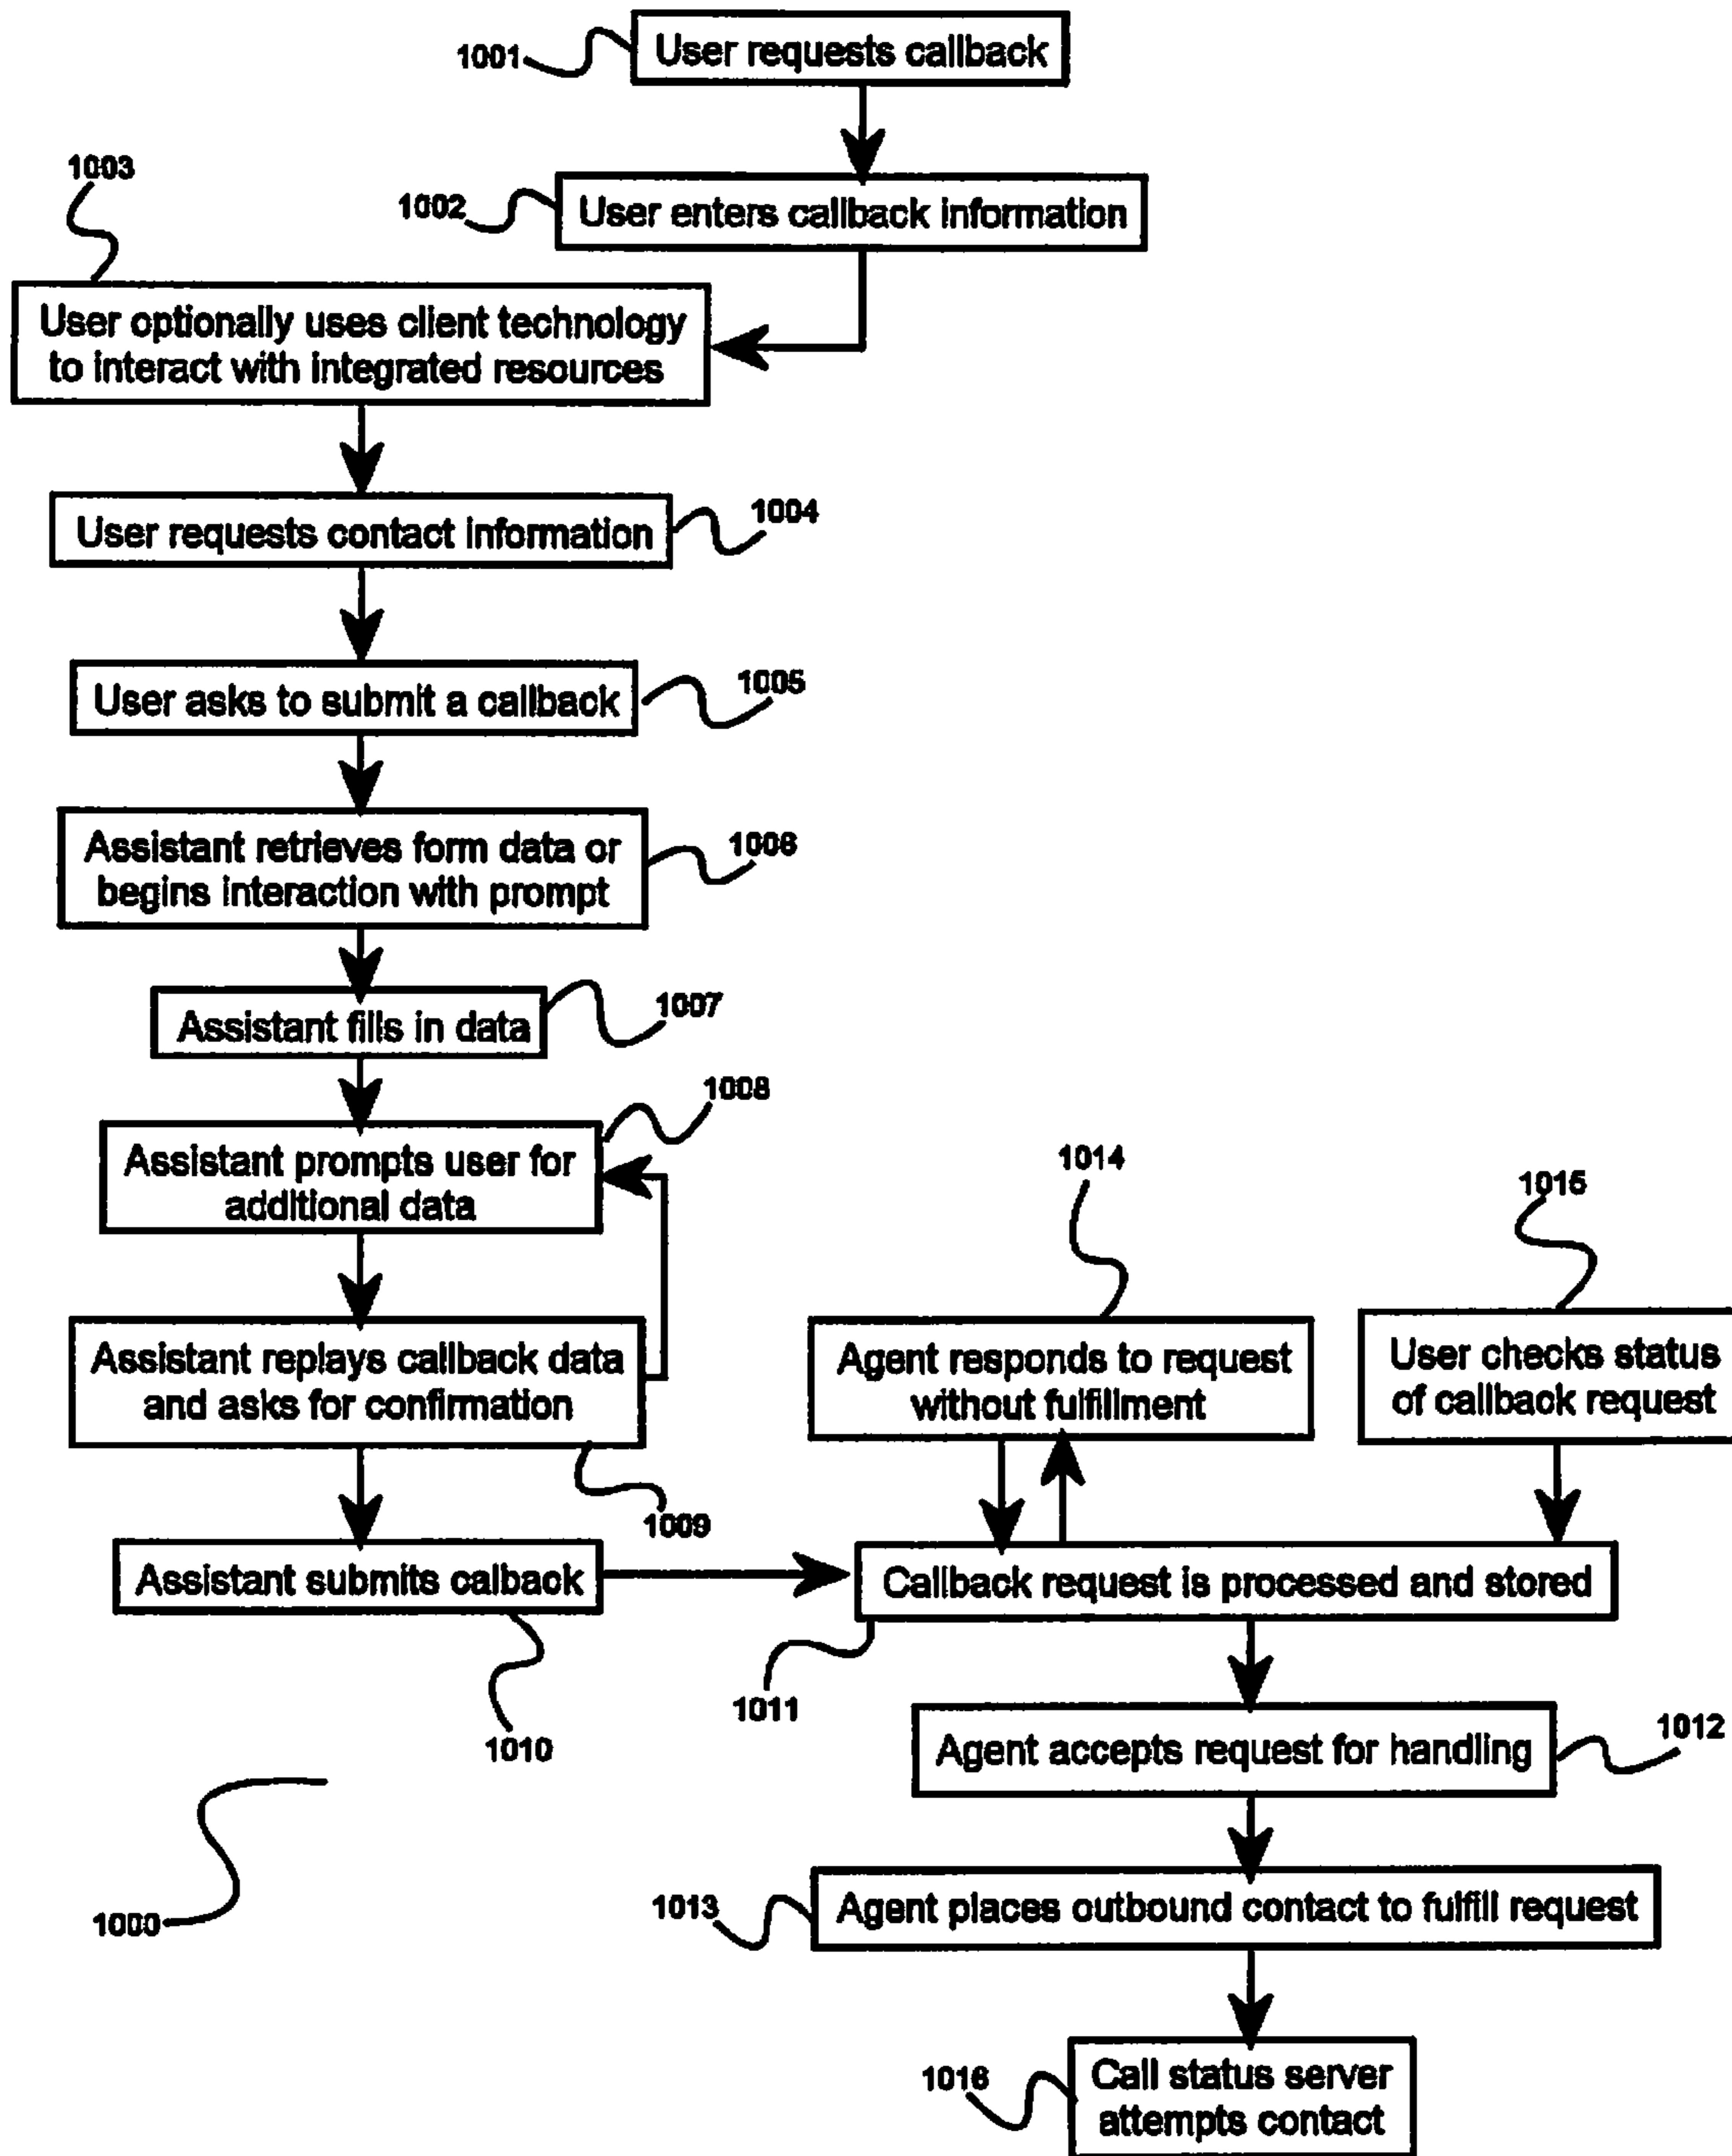 1001
User requests callback
1003
1002
User enters callback information
User optionally uses client technology
to interact with integrated resources
1004
User requests contact information
1005
User asks to submit a callback
1006
Assistant retrieves form data or
begins interaction with prompt
1007
Assistant fills in data
1008
Assistant prompts user for
additional data
1014
1015
Assistant replays callback data
and asks for confirmation
Agent responds to request
without fulfillment
User checks status
of callback request
1009
Assistant submits calback
Callback request is processed and stored
1010
1011
Agent accepts request for handling
1012
1000
1013
Agent places outbound contact to fulfill request
1016
Call status server
attempts contact